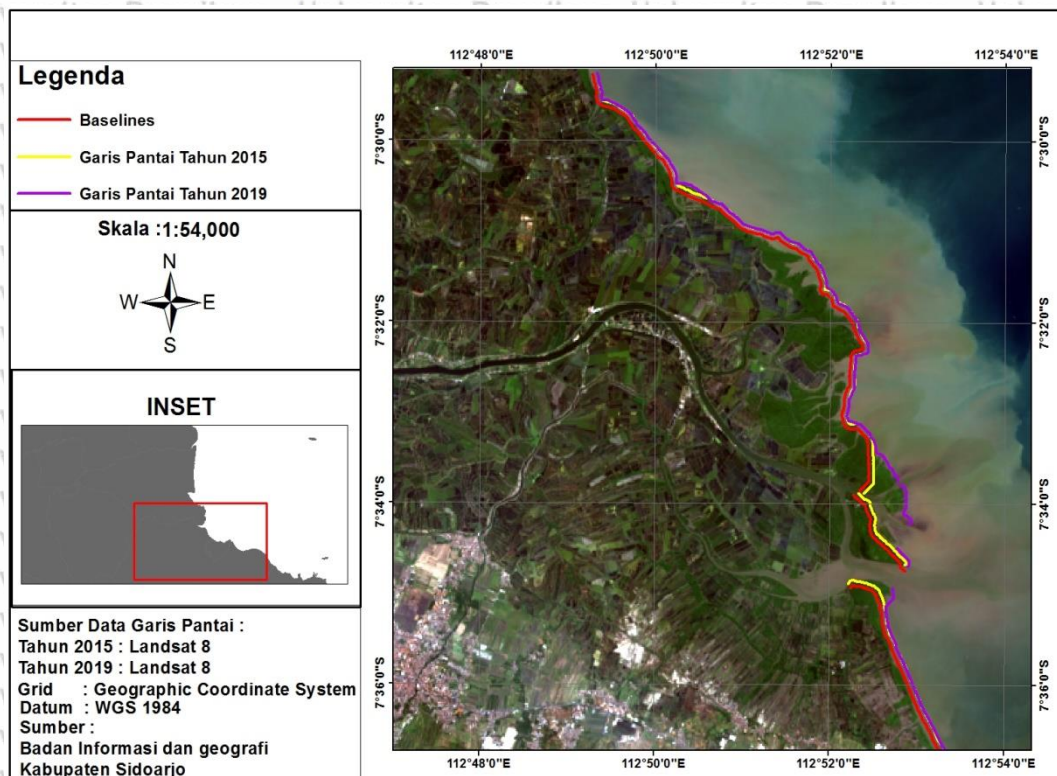 Legenda
Baselines
Garis Pantai Tahun 2015
Garis Pantai Tahun 2019
Skala :1:54,000
N
W E
S
INSET
Sumber Data Garis Pantai :
Tahun 2015 : Landsat 8
Tahun 2019 : Landsat 8
Grid : Geographic Coordinate System
Datum : WGS 1984
Sumber :
Badan Informasi dan geografi
Kabupaten Sidoarjo
112°48'0"E 112°50'0"E 112°52'0"E 112°54'0"E
7°30'0"S 7°30'0"S
7°32'0"S 7°32'0"S
7°34'0"S 7°34'0"S
7°36'0"S 7°36'0"S
112°48'0"E 112°50'0"E 112°52'0"E 112°54'0"E